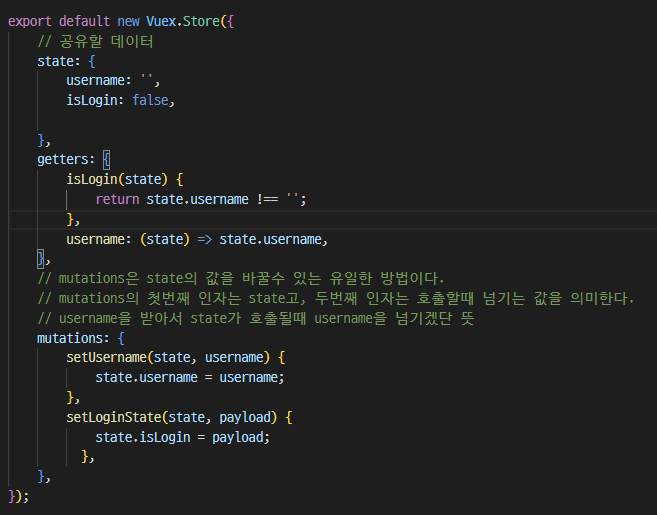 export default new Vuex.Store({
    // 공유할 데이터
    state: {
        username: '',
        isLogin: false,

    },
    getters: {
        isLogin(state) {
            return state.username !== '';
        },
        username: (state) => state.username,
    },
    // mutations은 state의 값을 바꿀수 있는 유일한 방법이다.
    // mutations의 첫번째 인자는 state고, 두번째 인자는 호출할때 넘기는 값을 의미한다.
    // username을 받아서 state가 호출될때 username을 넘기겠단 뜻
    mutations: {
        setUsername(state, username) {
            state.username = username;
        },
        setLoginState(state, payload) {
            state.isLogin = payload;
          },
    },
});